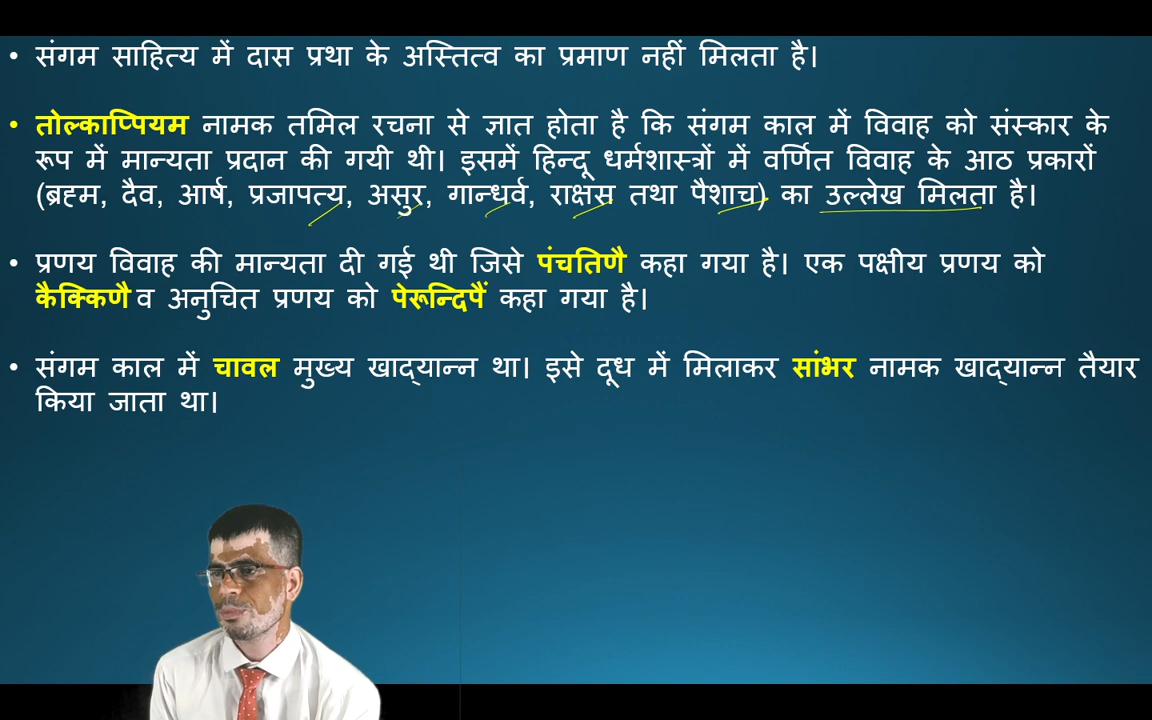 • संगम साहित्य में दास प्रथा के अस्तित्व का प्रमाण नहीं मिलता है।
• तोल्काप्पियम नामक तमिल रचना से ज्ञात होता है कि संगम काल में विवाह को संस्कार के
रूप में मान्यता प्रदान की गयी थी। इसमें हिन्दू धर्मशास्त्रों में वर्णित विवाह के आठ प्रकारों
(ब्रह्म, दैव, आर्ष, प्रजापत्य, असुर, गान्धर्व, राक्षस तथा पैशाच) का उल्लेख मिलता है।
• प्रणय विवाह की मान्यता दी गई थी जिसे पंचतिणै कहा गया है। एक पक्षीय प्रणय को
कैक्किणै व अनुचित प्रणय को पेरून्दिपैं कहा गया है।
• संगम काल में चावल मुख्य खाद्यान्न था। इसे दूध में मिलाकर सांभर नामक खाद्यान्न तैयार
किया जाता था।